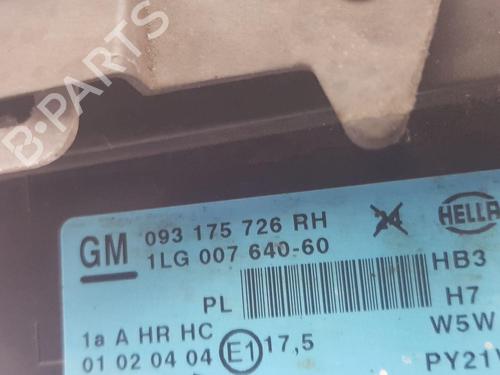 B-PARTS
GM 093 175 726 RH HELLA
1LG 007 640-60 HB3
PL H7
1a A HR HC W5W
01 02 04 04 E1 17,5 PY21W